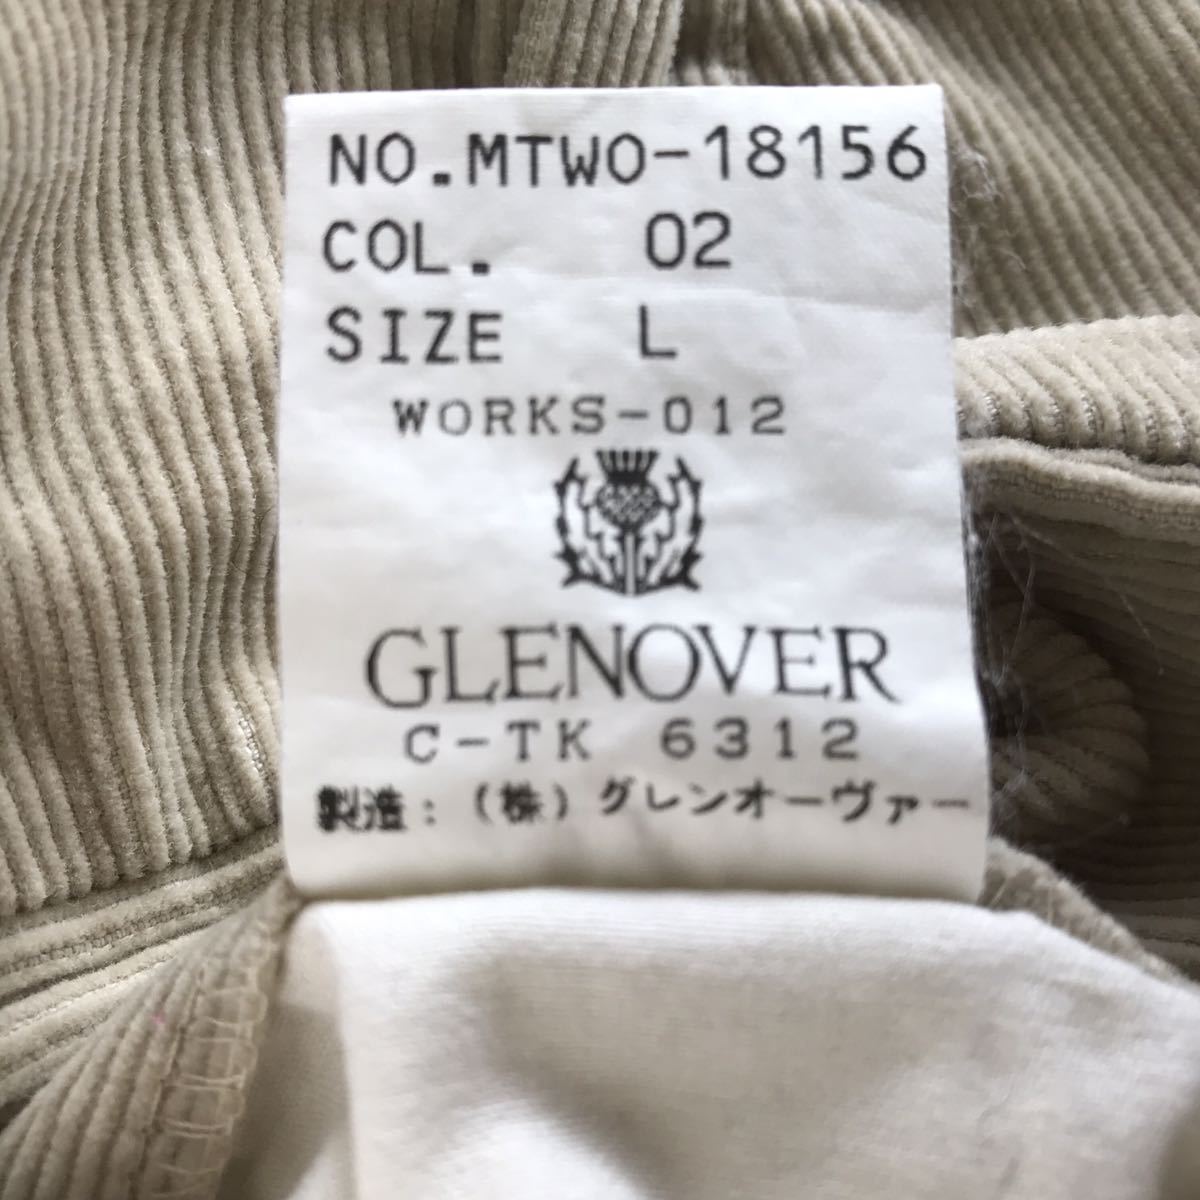 NO.MTWO-18156
COL. 02
SIZE L
WORKS-012
GLENOVER
C-TK 6312
製造:(株)グレンオーヴァー